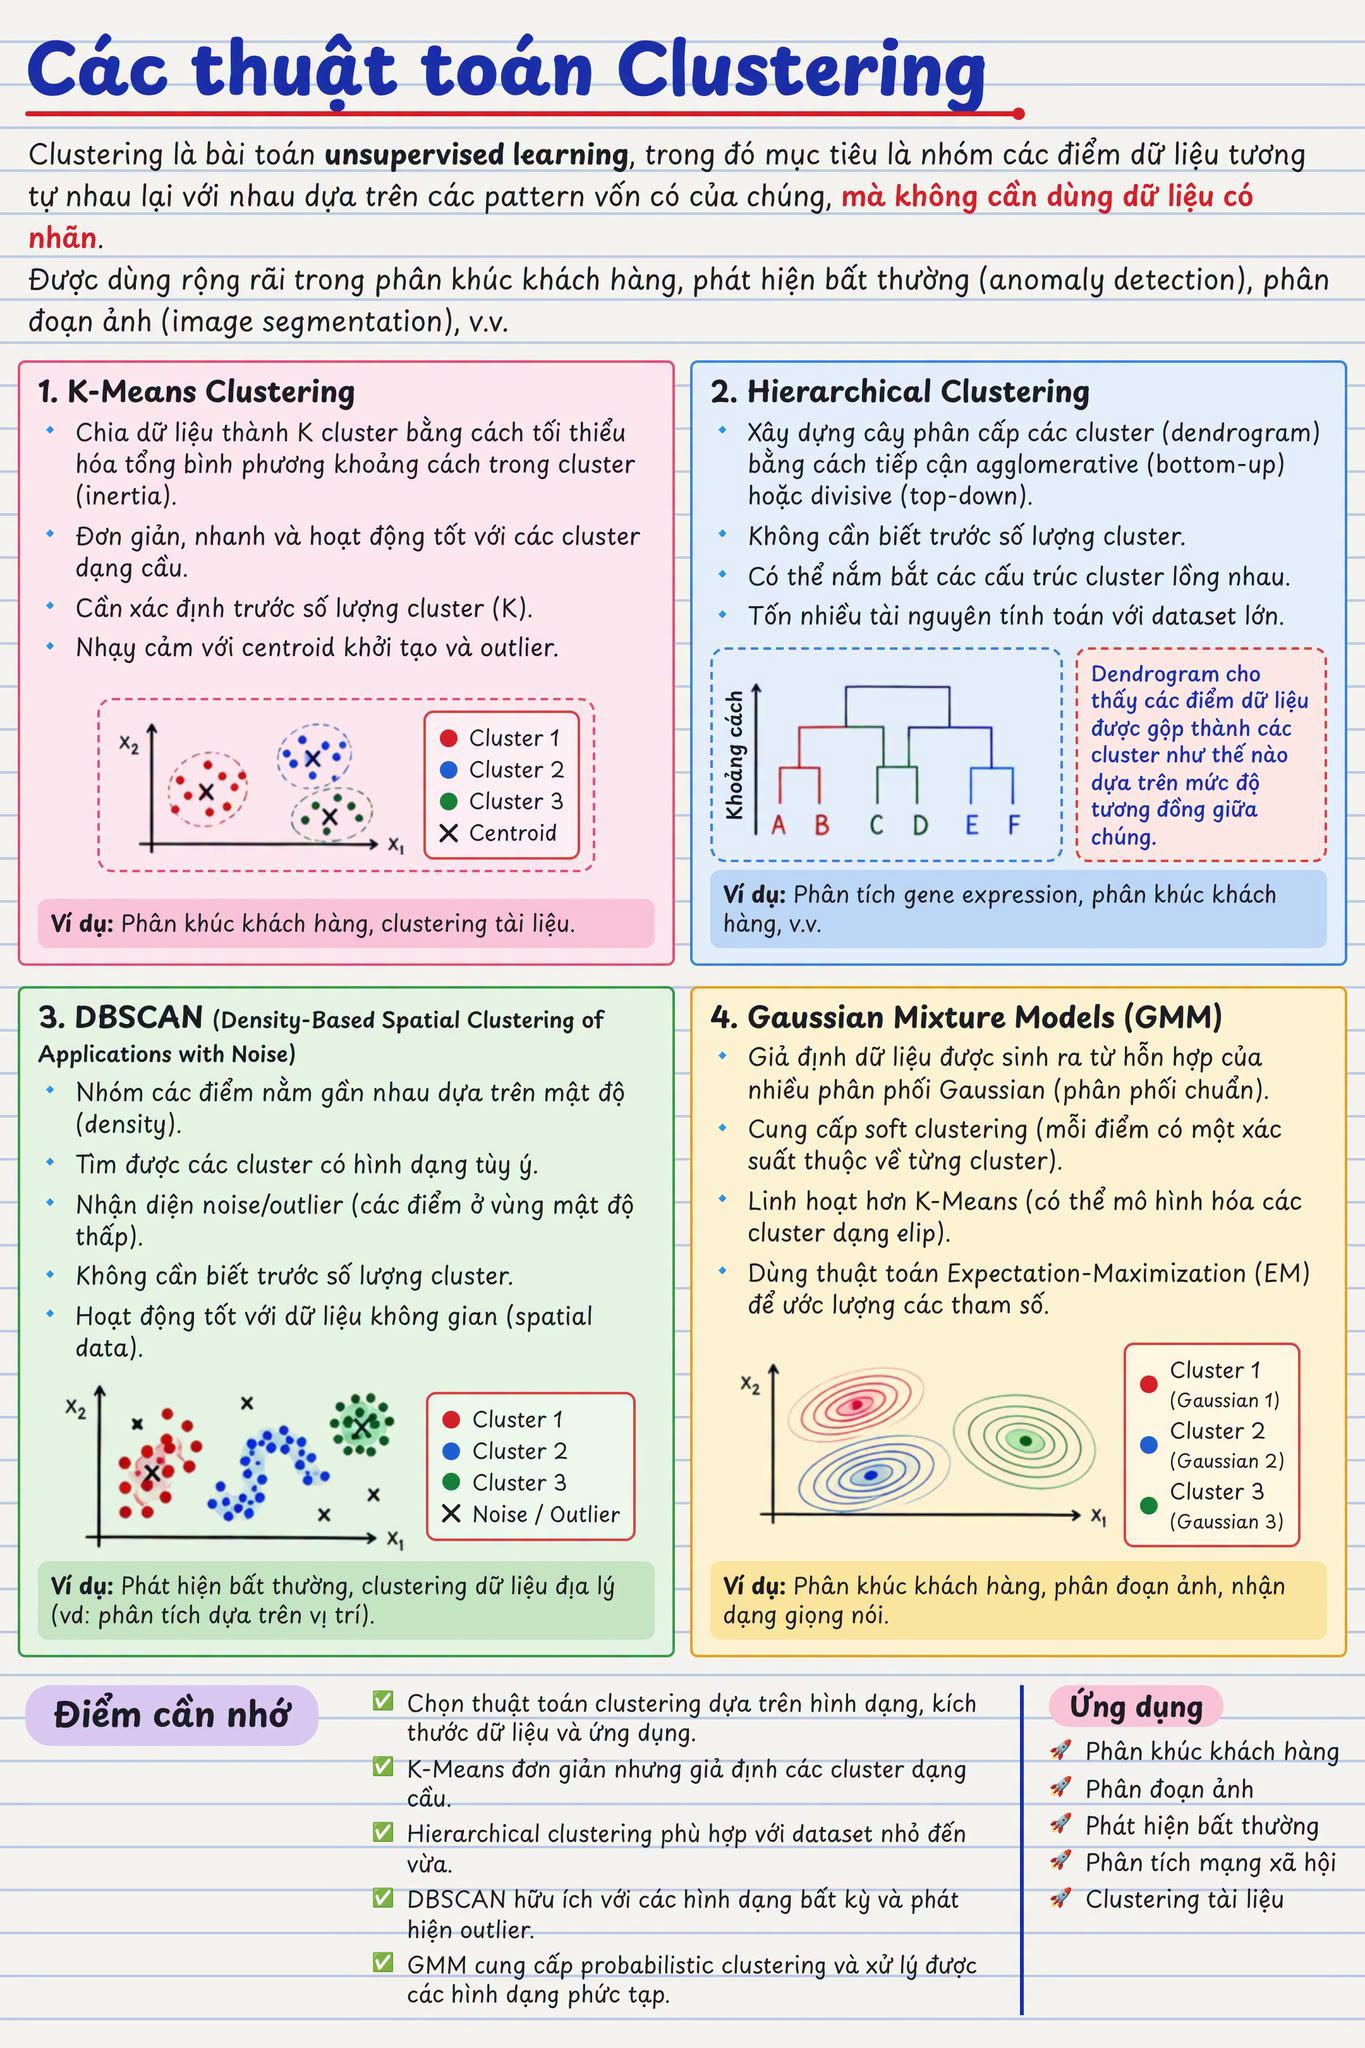 Các thuật toán Clustering
Clustering là bài toán unsupervised learning, trong đó mục tiêu là nhóm các điểm dữ liệu tương
tự nhau lại với nhau dựa trên các pattern vốn có của chúng, mà không cần dùng dữ liệu có
nhãn.
Được dùng rộng rãi trong phân khúc khách hàng, phát hiện bất thường (anomaly detection), phân
đoạn ảnh (image segmentation), v.v.
1. K-Means Clustering
Chia dữ liệu thành K cluster bằng cách tối thiểu
hóa tổng bình phương khoảng cách trong cluster
(inertia).
Đơn giản, nhanh và hoạt động tốt với các cluster
dạng cầu.
Cần xác định trước số lượng cluster (K).
Nhạy cảm với centroid khởi tạo và outlier.
X₂
X₁
Cluster 1
Cluster 2
Cluster 3
Centroid
Ví dụ: Phân khúc khách hàng, clustering tài liệu.
2. Hierarchical Clustering
Xây dựng cây phân cấp các cluster (dendrogram)
bằng cách tiếp cận agglomerative (bottom-up)
hoặc divisive (top-down).
Không cần biết trước số lượng cluster.
Có thể nắm bắt các cấu trúc cluster lồng nhau.
Tốn nhiều tài nguyên tính toán với dataset lớn.
Khoảng cách
A B C D E F
Dendrogram cho
thấy các điểm dữ liệu
được gộp thành các
cluster như thế nào
dựa trên mức độ
tương đồng giữa
chúng.
Ví dụ: Phân tích gene expression, phân khúc khách
hàng, v.v.
3. DBSCAN (Density-Based Spatial Clustering of
Applications with Noise)
Nhóm các điểm nằm gần nhau dựa trên mật độ
(density).
Tìm được các cluster có hình dạng tùy ý.
Nhận diện noise/outlier (các điểm ở vùng mật độ
thấp).
Không cần biết trước số lượng cluster.
Hoạt động tốt với dữ liệu không gian (spatial
data).
X₂
X₁
Cluster 1
Cluster 2
Cluster 3
Noise / Outlier
Ví dụ: Phát hiện bất thường, clustering dữ liệu địa lý
(vd: phân tích dựa trên vị trí).
4. Gaussian Mixture Models (GMM)
Giả định dữ liệu được sinh ra từ hỗn hợp của
nhiều phân phối Gaussian (phân phối chuẩn).
Cung cấp soft clustering (mỗi điểm có một xác
suất thuộc về từng cluster).
Linh hoạt hơn K-Means (có thể mô hình hóa các
cluster dạng elip).
Dùng thuật toán Expectation-Maximization (EM)
để ước lượng các tham số.
X₂
X₁
Cluster 1
(Gaussian 1)
Cluster 2
(Gaussian 2)
Cluster 3
(Gaussian 3)
Ví dụ: Phân khúc khách hàng, phân đoạn ảnh, nhận
dạng giọng nói.
Điểm cần nhớ
✅ Chọn thuật toán clustering dựa trên hình dạng, kích
thước dữ liệu và ứng dụng.
✅ K-Means đơn giản nhưng giả định các cluster dạng
cầu.
✅ Hierarchical clustering phù hợp với dataset nhỏ đến
vừa.
✅ DBSCAN hữu ích với các hình dạng bất kỳ và phát
hiện outlier.
✅ GMM cung cấp probabilistic clustering và xử lý được
các hình dạng phức tạp.
Ứng dụng
🚀 Phân khúc khách hàng
🚀 Phân đoạn ảnh
🚀 Phát hiện bất thường
🚀 Phân tích mạng xã hội
🚀 Clustering tài liệu